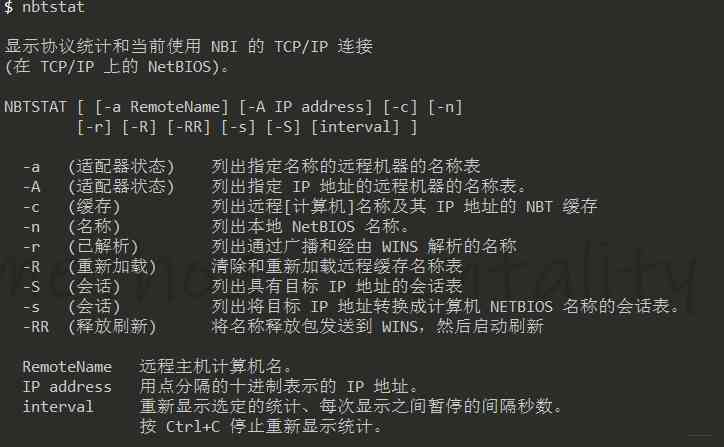 $ nbtstat
显示协议统计和当前使用 NBI 的 TCP/IP 连接
(在 TCP/IP 上的 NetBIOS)。
NBTSTAT [ [-a RemoteName] [-A IP address] [-c] [-n]
[-r] [-R] [-RR] [-s] [-S] [interval] ]
-a (适配器状态) 列出指定名称的远程机器的名称表
-A (适配器状态) 列出指定 IP 地址的远程机器的名称表。
-c (缓存) 列出远程[计算机]名称及其 IP 地址的 NBT 缓存
-n (名称) 列出本地 NetBIOS 名称。
-r (已解析) 列出通过广播和经由 WINS 解析的名称
-R (重新加载) 清除和重新加载远程缓存名称表
-S (会话) 列出具有目标 IP 地址的会话表
-s (会话) 列出将目标 IP 地址转换成计算机 NETBIOS 名称的会话表。
-RR (释放刷新) 将名称释放包发送到 WINS，然后启动刷新
RemoteName 远程主机计算机名。
IP address 用点分隔的十进制表示的 IP 地址。
interval 重新显示选定的统计、每次显示之间暂停的间隔秒数。
按 Ctrl+C 停止重新显示统计。